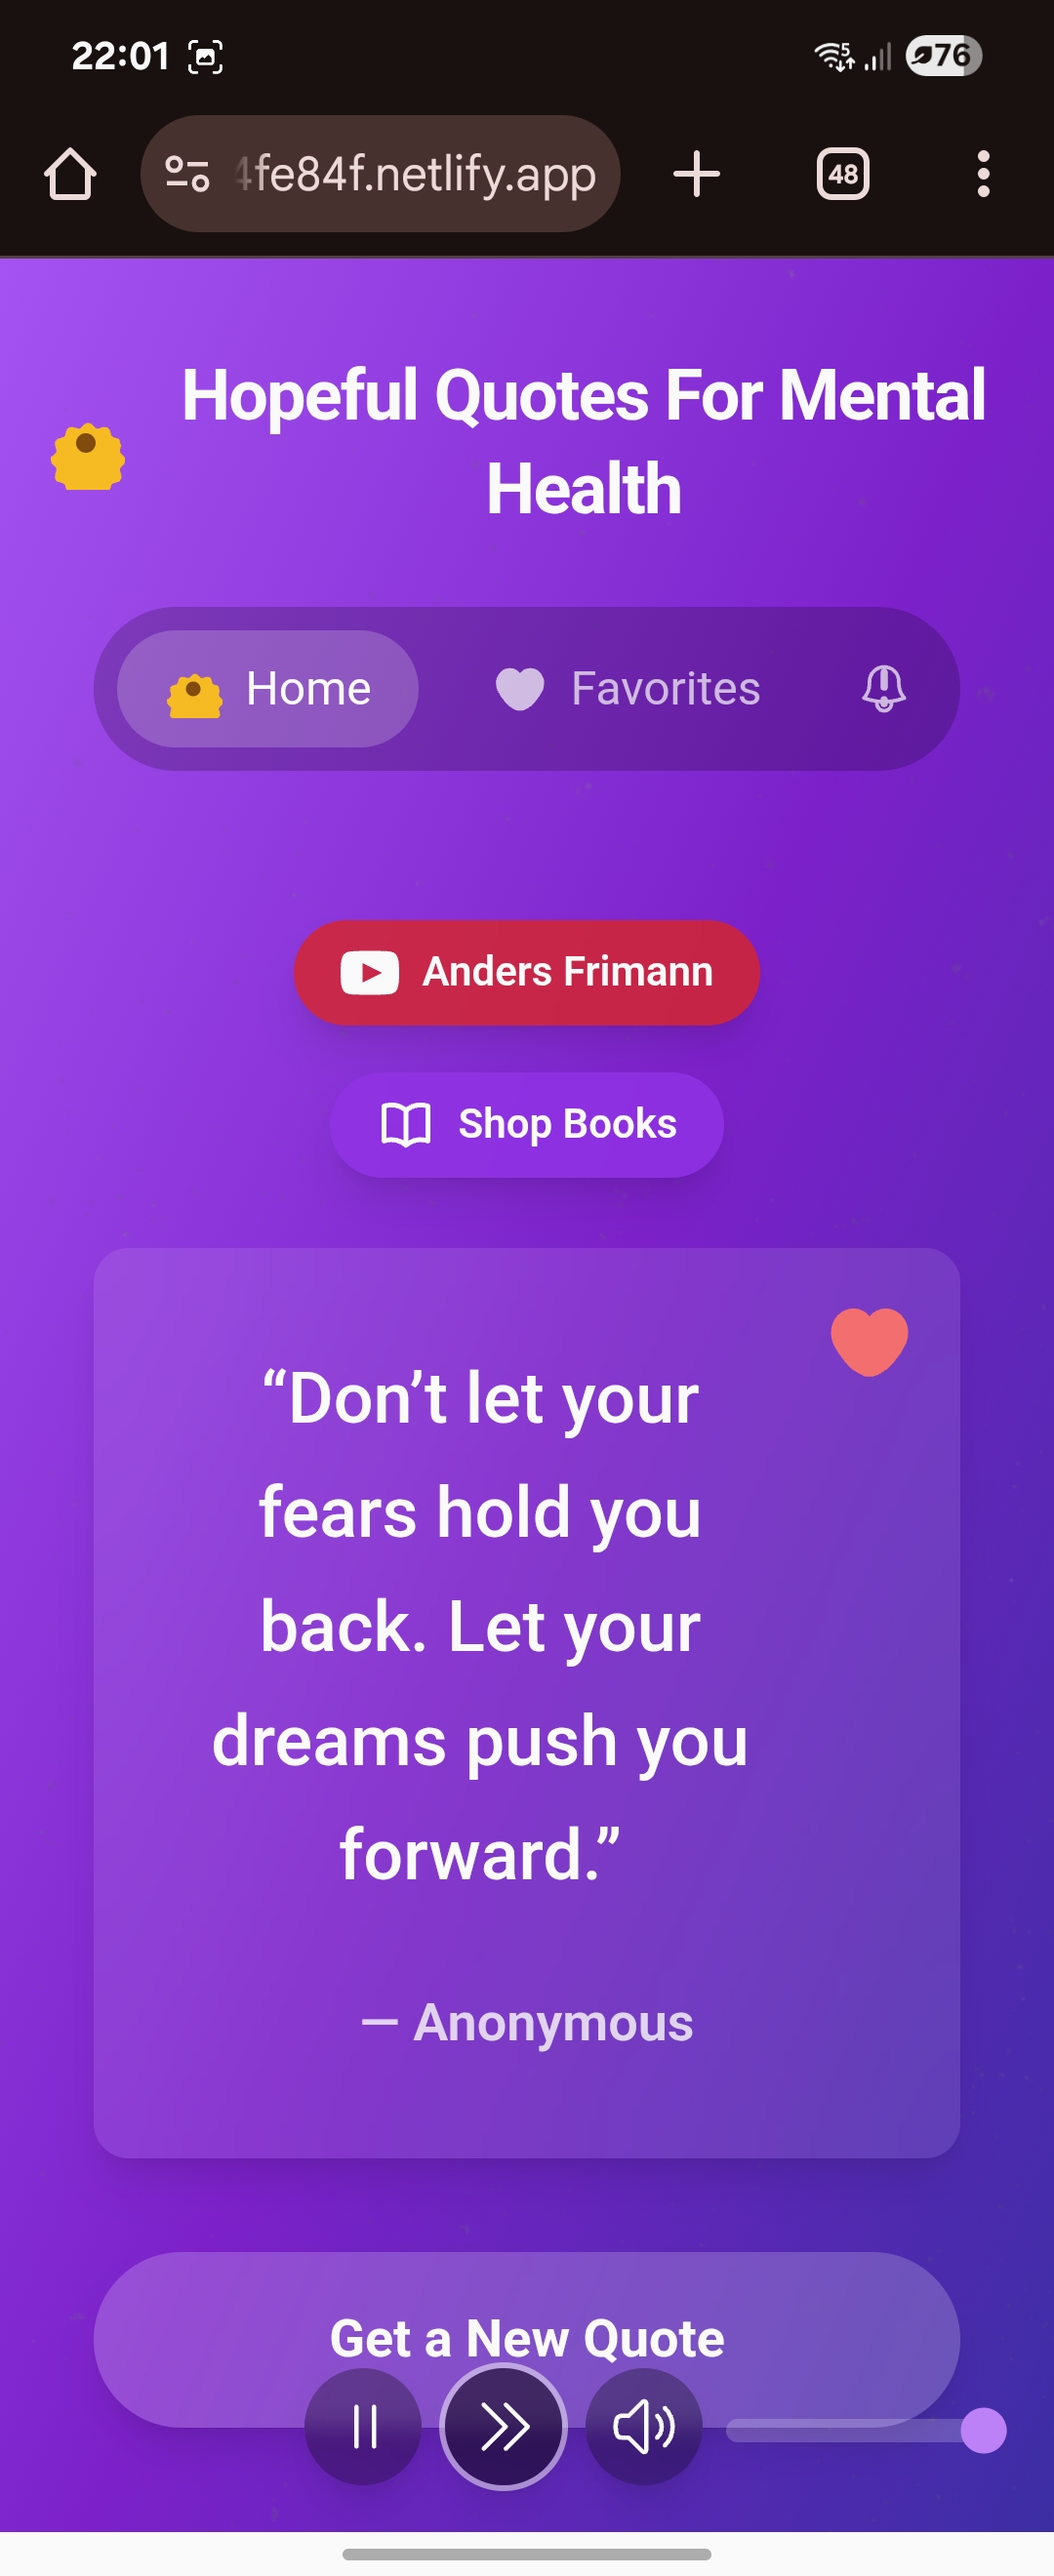 22:01
5
76
4fe84f.netlify.app
48
Hopeful Quotes For Mental
Health
Home
Favorites
Anders Frimann
Shop Books
“Don’t let your
fears hold you
back. Let your
dreams push you
forward.”
— Anonymous
Get a New Quote